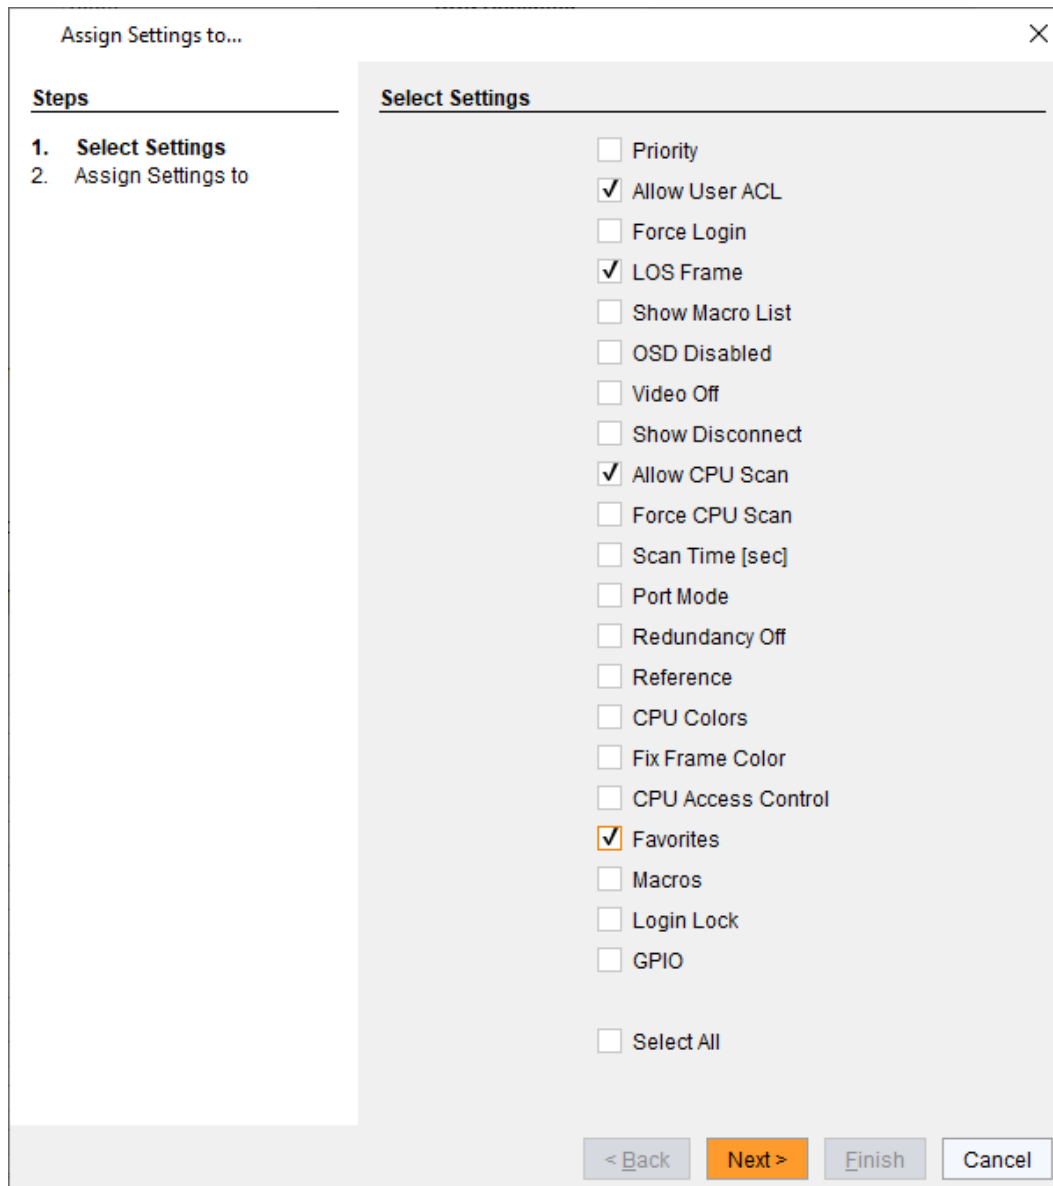 Assign Settings to...
Steps
1. Select Settings
2. Assign Settings to
Select Settings
Priority
Allow User ACL
Force Login
LOS Frame
Show Macro List
OSD Disabled
Video Off
Show Disconnect
Allow CPU Scan
Force CPU Scan
Scan Time [sec]
Port Mode
Redundancy Off
Reference
CPU Colors
Fix Frame Color
CPU Access Control
Favorites
Macros
Login Lock
GPIO
Select All
< Back Next > Finish Cancel